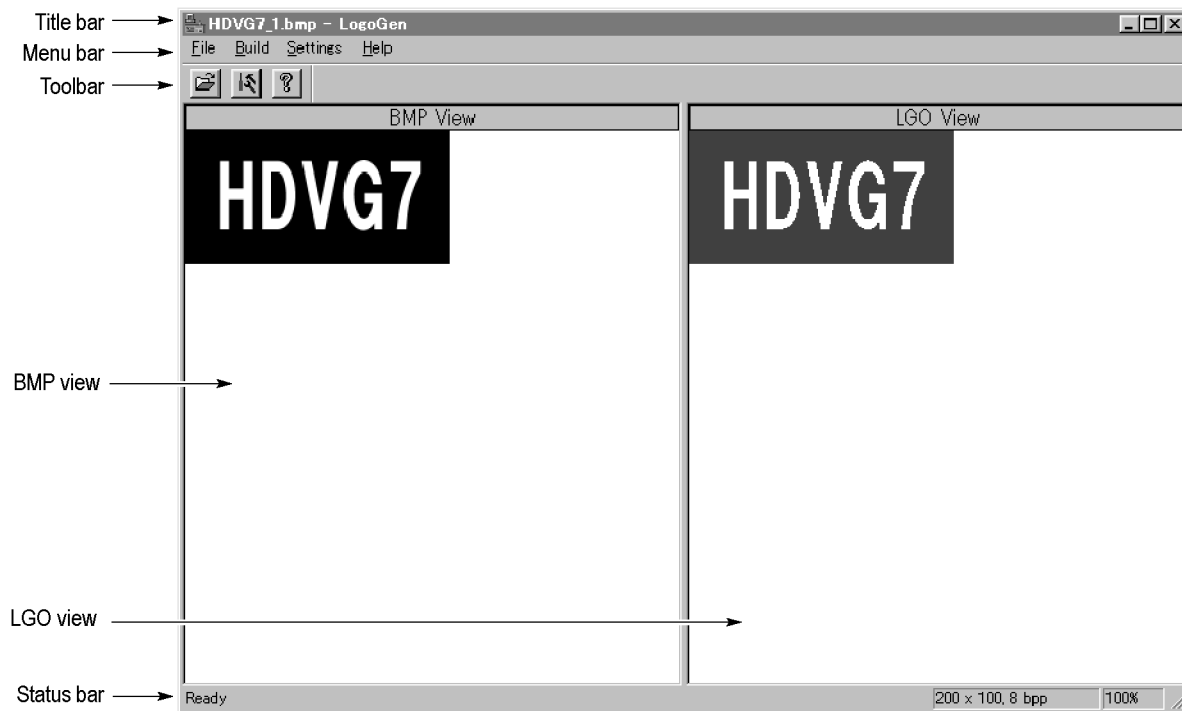 Title bar
HDVG7_1.bmp - LogoGen
Menu bar
File Build Settings Help
Toolbar
BMP View
LGO View
HDVG7
HDVG7
BMP view
LGO view
Status bar
Ready
200 x 100, 8 bpp
100%